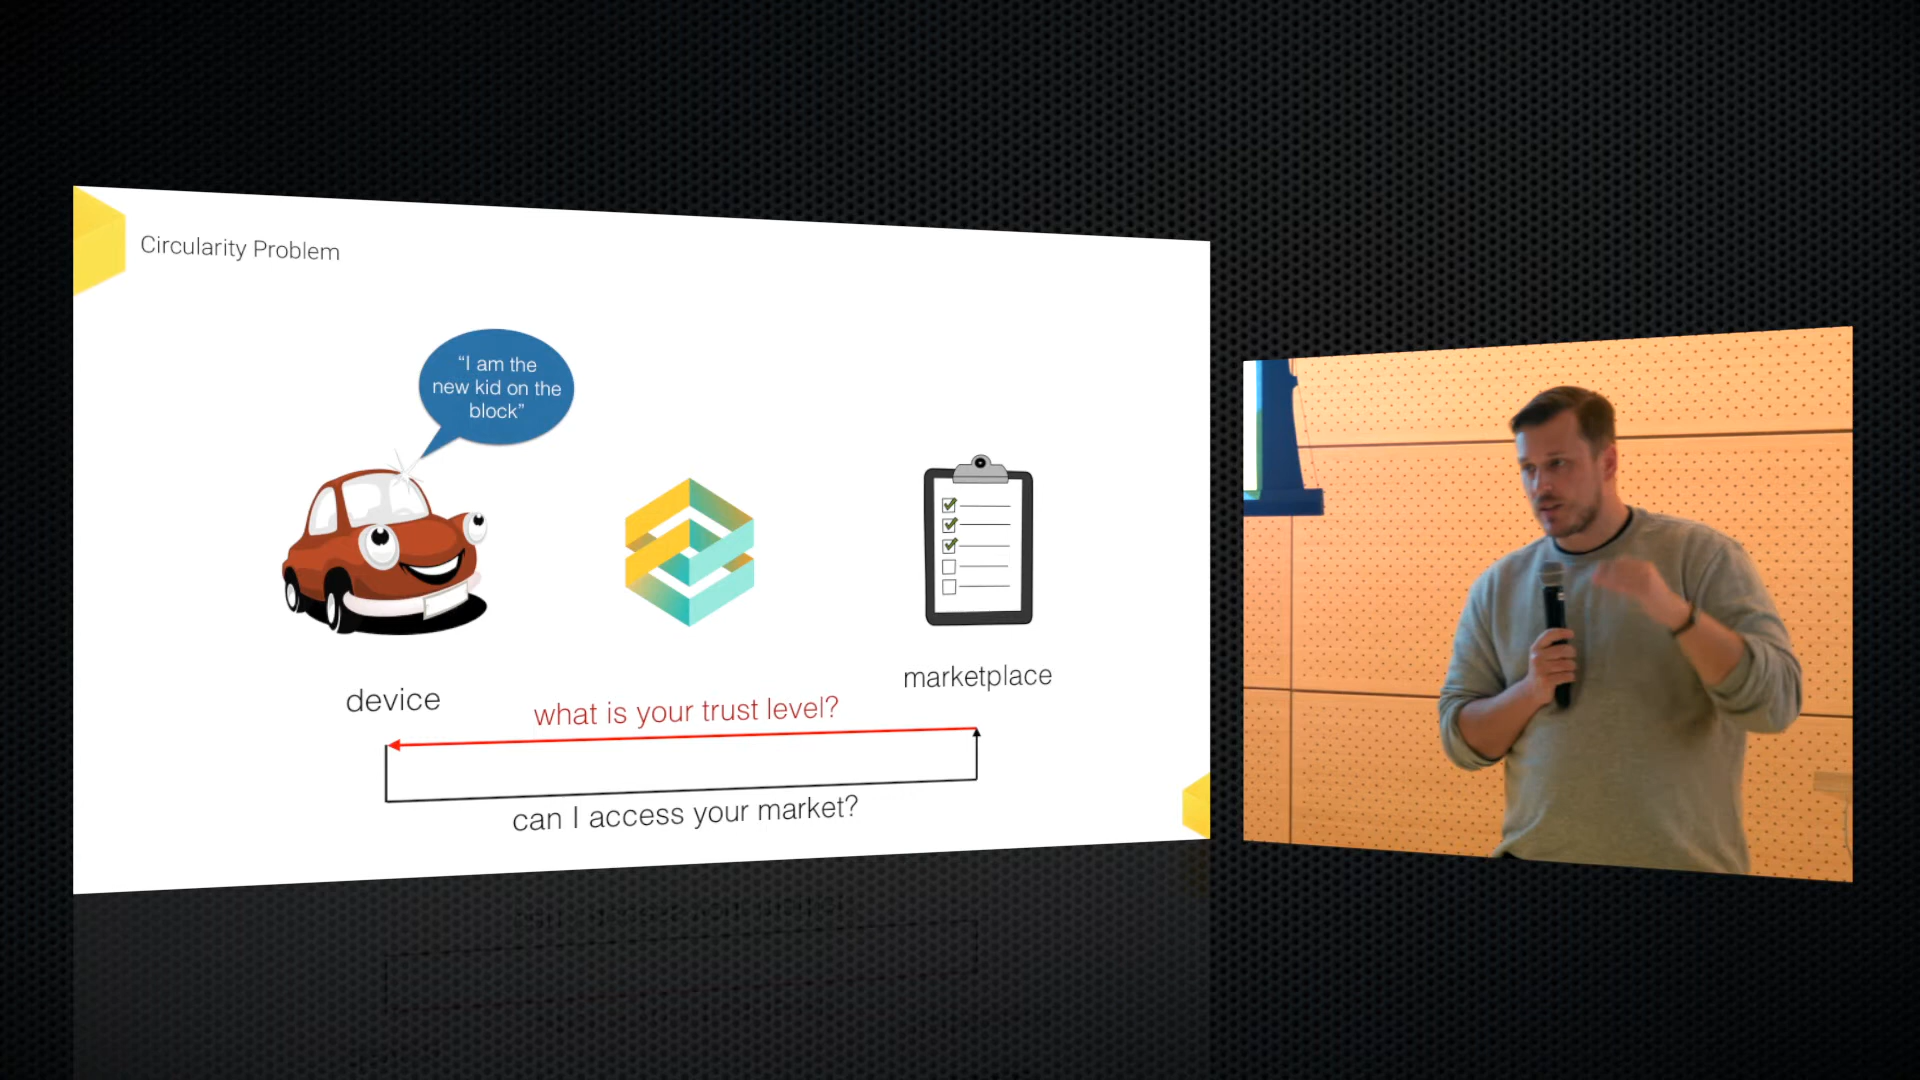 Circularity Problem
“I am the
new kid on the
block”
device
marketplace
what is your trust level?
can I access your market?